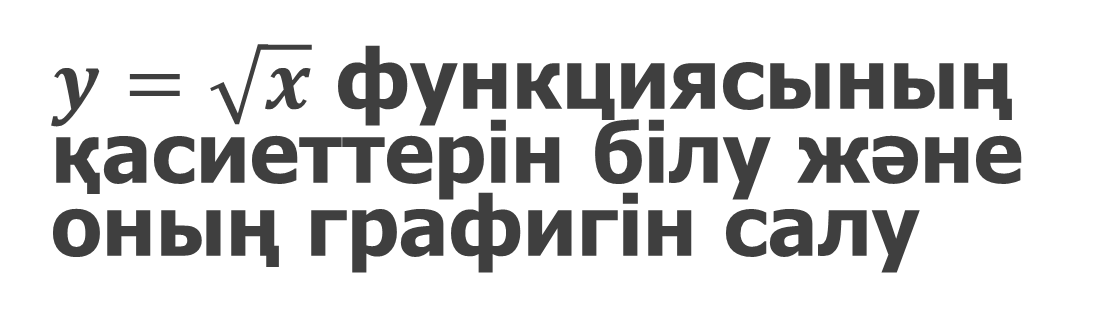 y = √x функциясының
қасиеттерін білу және
оның графигін салу